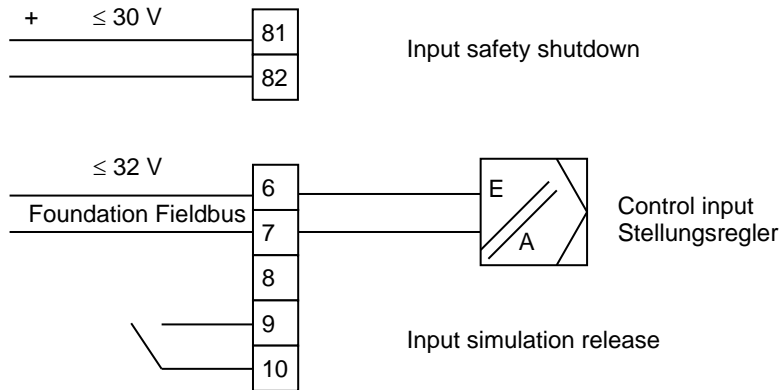 + ≤ 30 V
81
Input safety shutdown
82
≤ 32 V
6
E
Foundation Fieldbus
7
A
Control input
Stellungsregler
8
9
Input simulation release
10